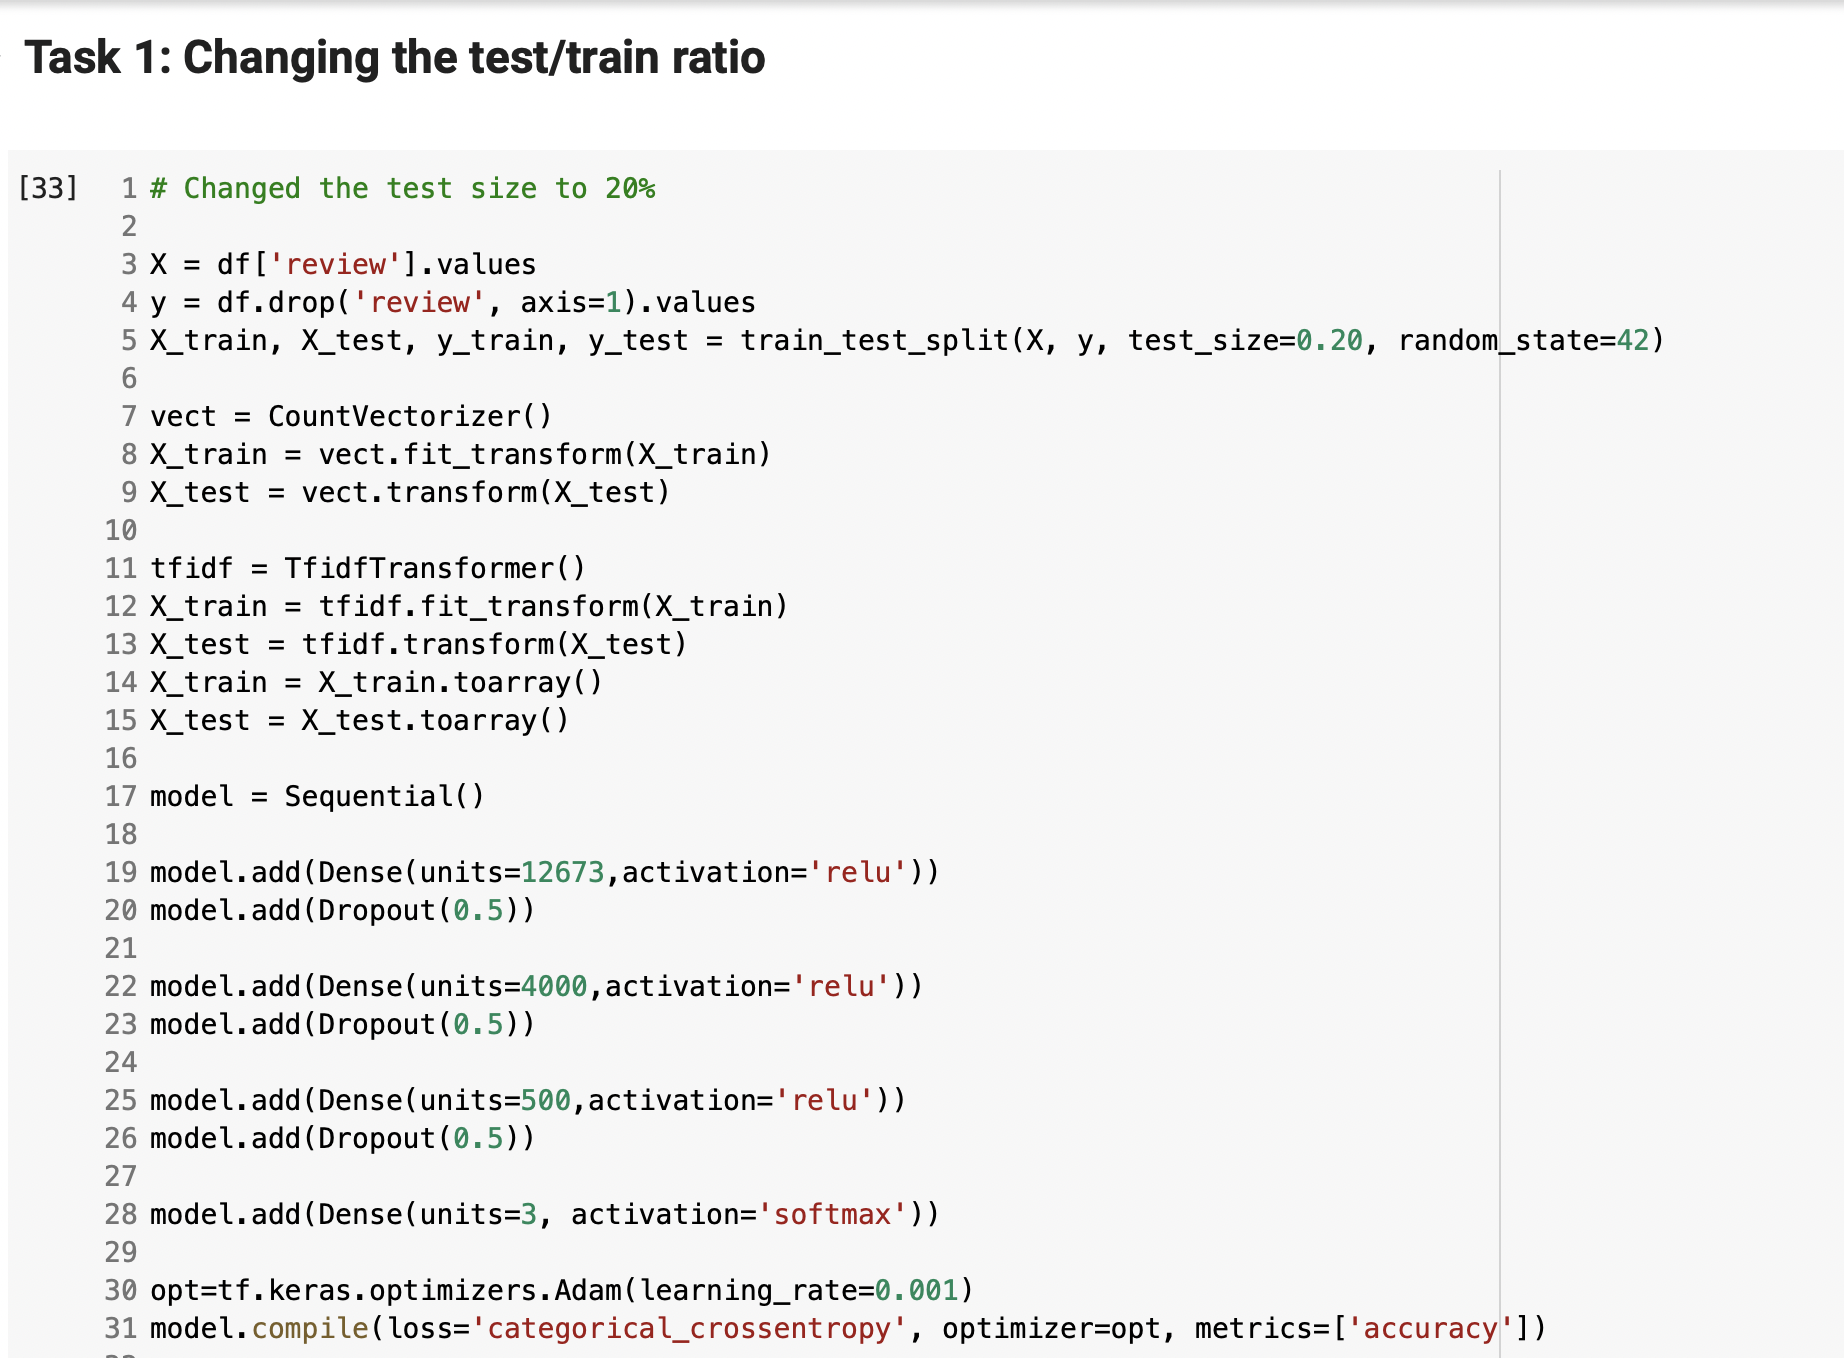 Task 1: Changing the test/train ratio
[33] 1 # Changed the test size to 20%
2
3 X = df['review'].values
4 y = df.drop('review', axis=1).values
5 X_train, X_test, y_train, y_test = train_test_split(X, y, test_size=0.20, random_state=42)
6
7 vect = CountVectorizer()
8 X_train = vect.fit_transform(X_train)
9 X_test = vect.transform(X_test)
10
11 tfidf = TfidfTransformer()
12 X_train = tfidf.fit_transform(X_train)
13 X_test = tfidf.transform(X_test)
14 X_train = X_train.toarray()
15 X_test = X_test.toarray()
16
17 model = Sequential()
18
19 model.add(Dense(units=12673,activation='relu'))
20 model.add(Dropout(0.5))
21
22 model.add(Dense(units=4000,activation='relu'))
23 model.add(Dropout(0.5))
24
25 model.add(Dense(units=500,activation='relu'))
26 model.add(Dropout(0.5))
27
28 model.add(Dense(units=3, activation='softmax'))
29
30 opt=tf.keras.optimizers.Adam(learning_rate=0.001)
31 model.compile(loss='categorical_crossentropy', optimizer=opt, metrics=['accuracy'])